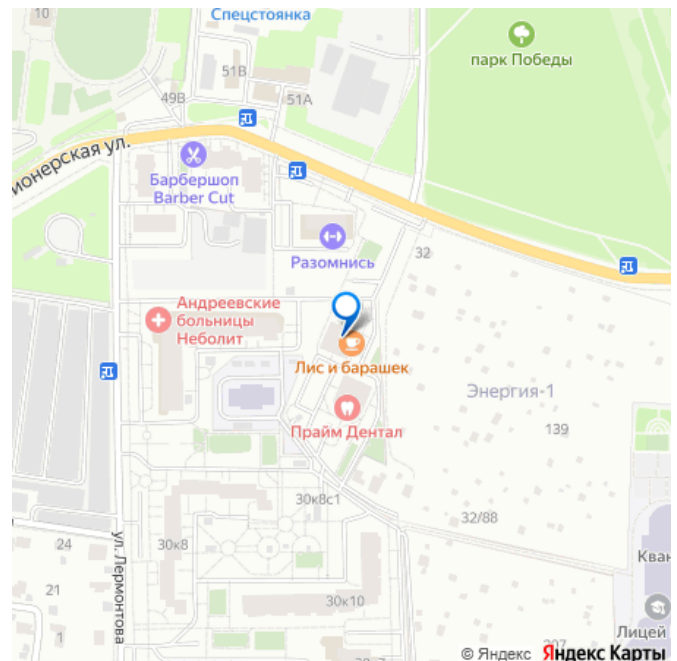 10
Спецстоянка
парк Победы
51В
49В
51А
ионерская ул.
Барбершоп
Barber Cut
Разомнись
32
Андреевские
больницы
Неболит
Лис и барашек
Энергия-1
Прайм Дентал
139
30к8с1
32/88
ул. Лермонтова
24
30к8
Кван
21
30к10
1
Лицей
© Яндекс Яндекс Карты